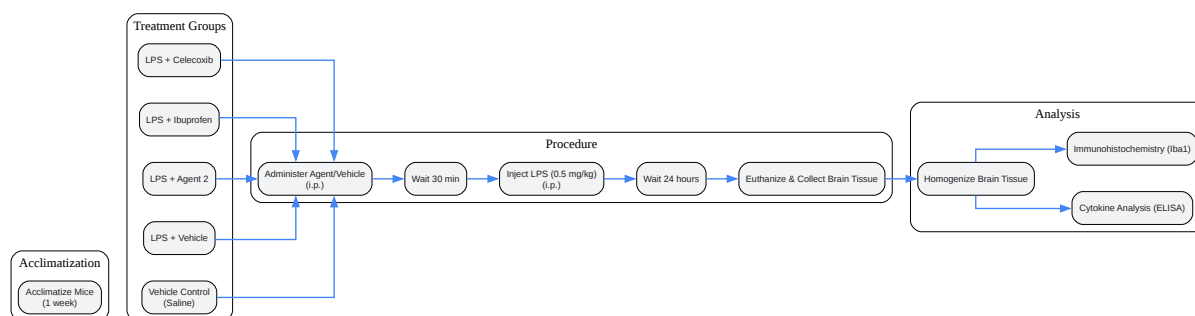 Acclimatization
Acclimatize Mice
(1 week)
Treatment Groups
LPS + Celecoxib
LPS + Ibuprofen
LPS + Agent 2
LPS + Vehicle
Vehicle Control
(Saline)
Procedure
Administer Agent/Vehicle
(i.p.)
Wait 30 min
Inject LPS (0.5 mg/kg)
(i.p.)
Wait 24 hours
Euthanize & Collect Brain Tissue
Analysis
Homogenize Brain Tissue
Immunohistochemistry (Iba1)
Cytokine Analysis (ELISA)